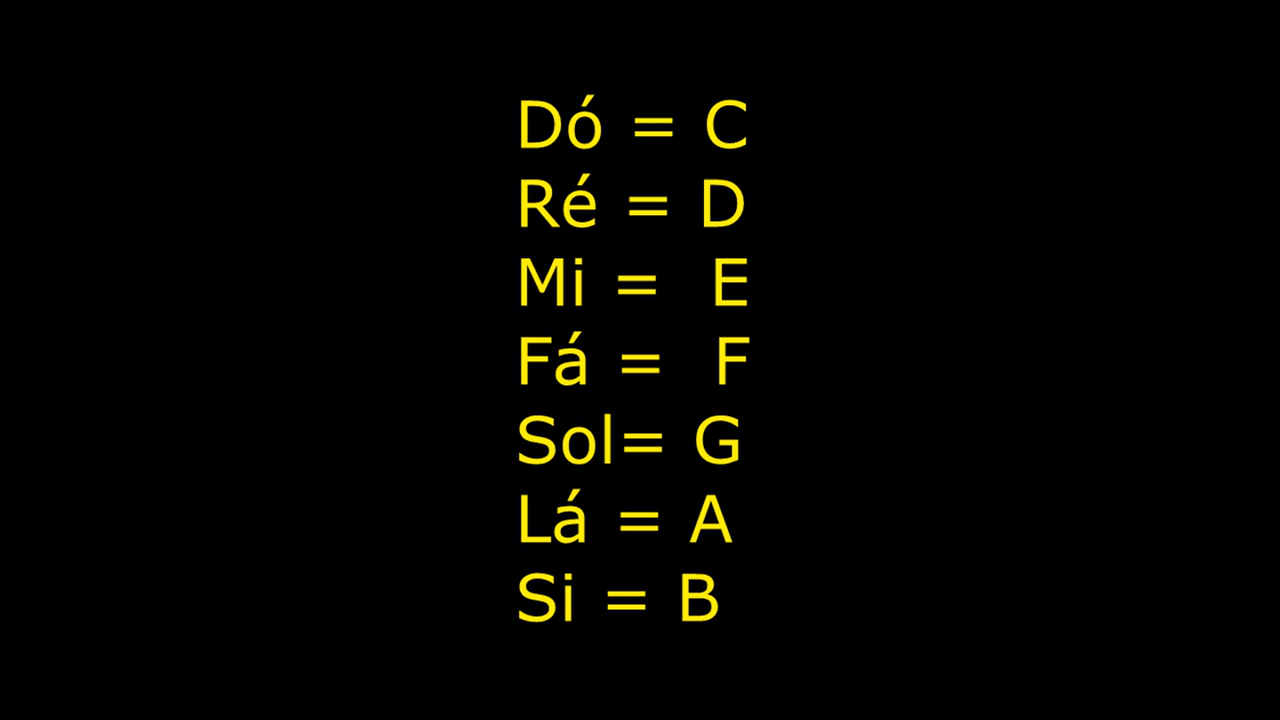 Dó = C
Ré = D
Mi = E
Fá = F
Sol= G
Lá = A
Si = B